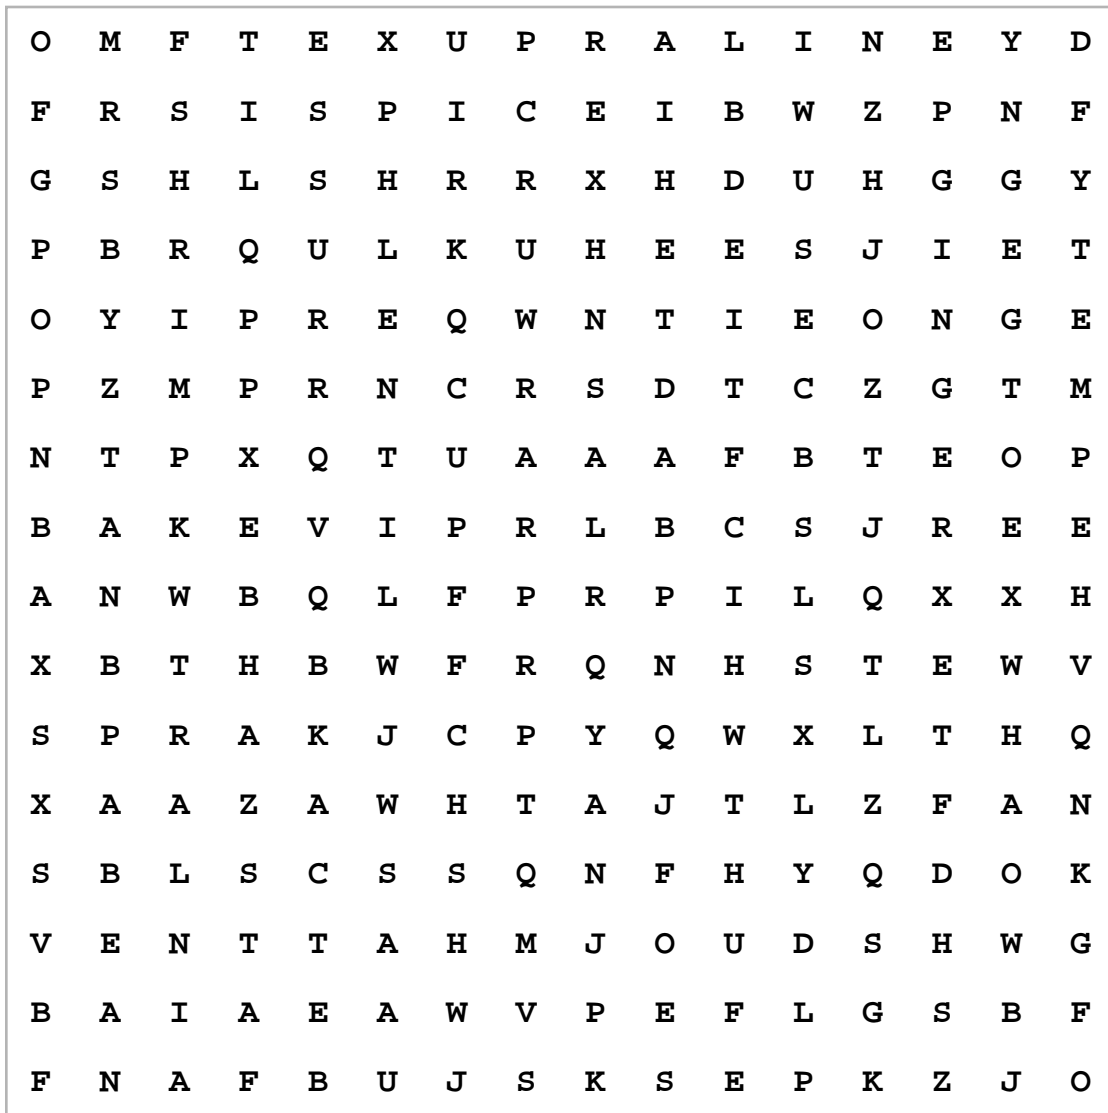 O M F T E X U P R A L I N E Y D
F R S I S P I C E I B W Z P N F
G S H L S H R R X H D U H G G Y
P B R Q U L K U H E E S J I E T
O Y I P R E Q W N T I E O N G E
P Z M P R N C R S D T C Z G T M
N T P X Q T U A A A F B T E O P
B A K E V I P R L B C S J R E E
A N W B Q L F P R P I L Q X X H
X B T H B W F R Q N H S T E W V
S P R A K J C P Y Q W X L T H Q
X A A Z A W H T A J T L Z F A N
S B L S C S S Q N F H Y Q D O K
V E N T T A H M J O U D S H W G
B A I A E A W V P E F L G S B F
F N A F B U J S K S E P K Z J O